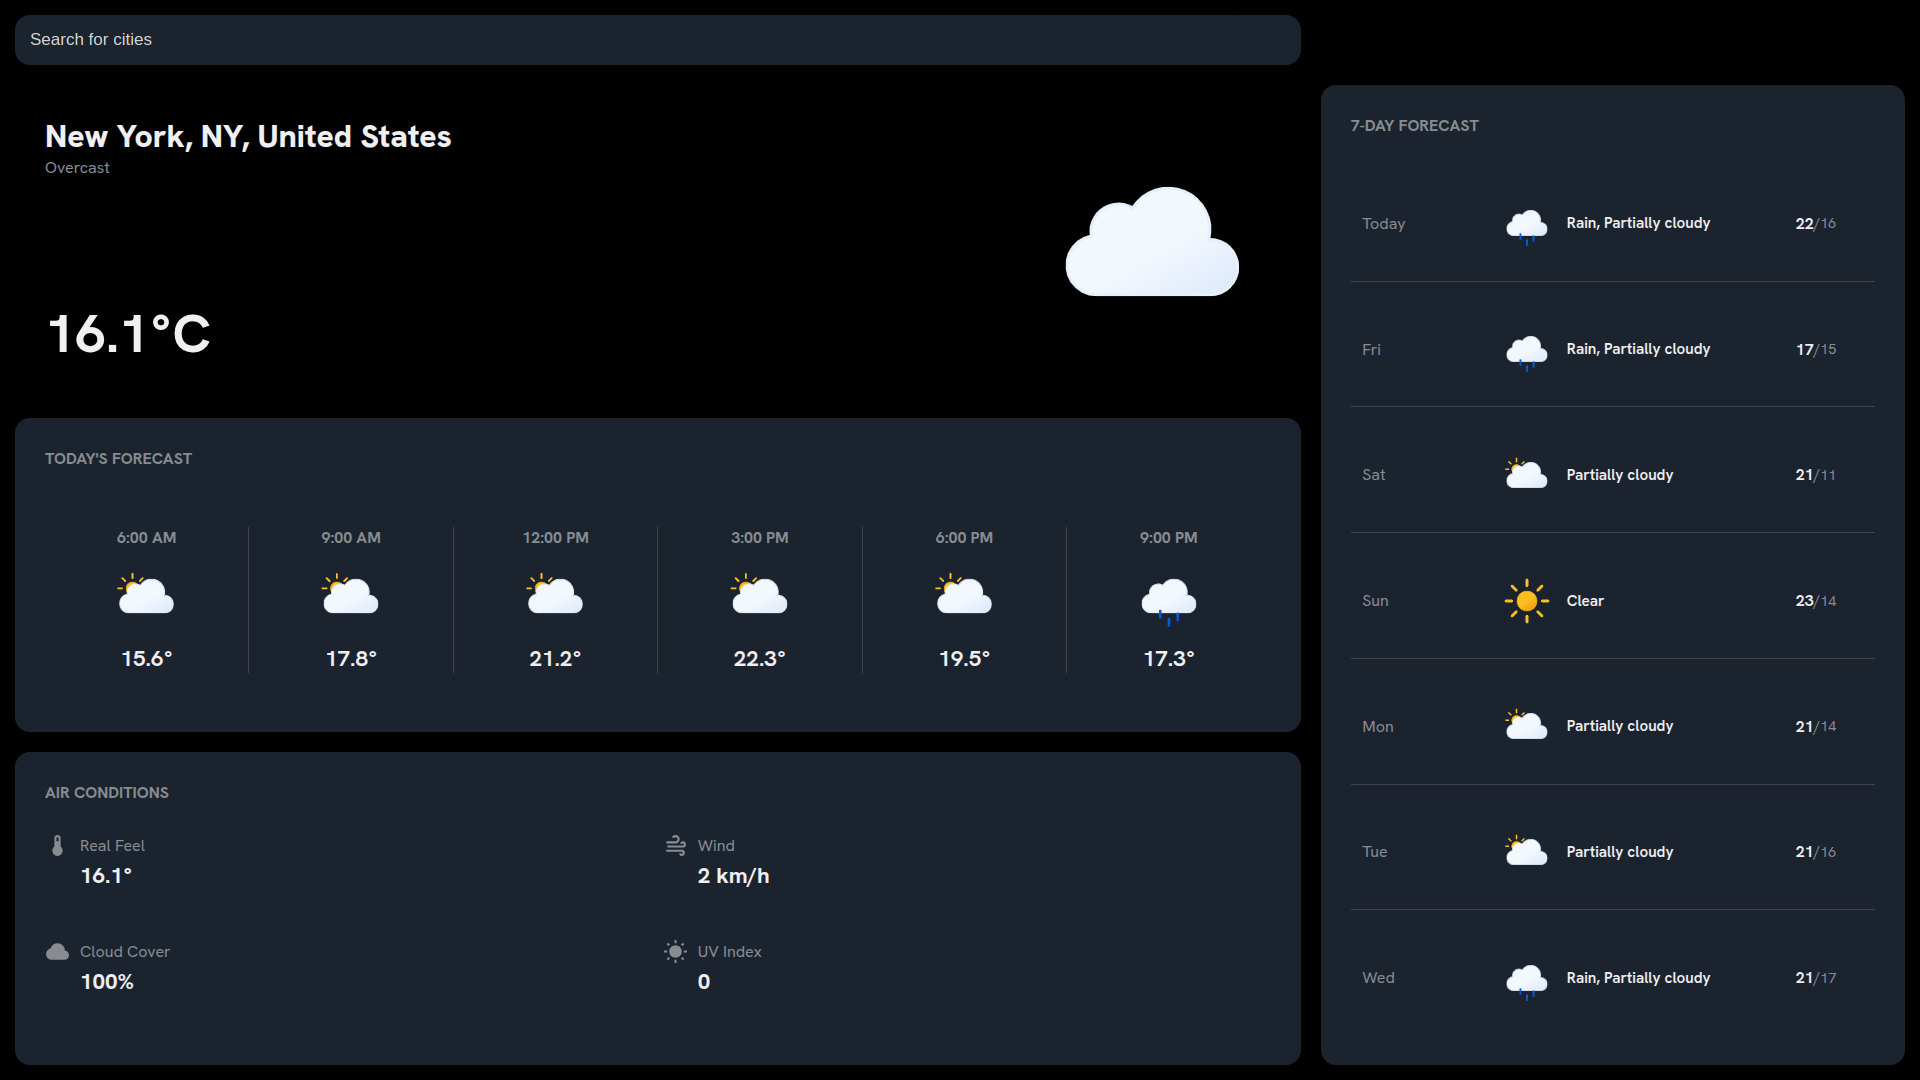 Search for cities
New York, NY, United States
Overcast
16.1°C
TODAY'S FORECAST
6:00 AM
15.6°
9:00 AM
17.8°
12:00 PM
21.2°
3:00 PM
22.3°
6:00 PM
19.5°
9:00 PM
17.3°
AIR CONDITIONS
Real Feel
16.1°
Wind
2 km/h
Cloud Cover
100%
UV Index
0
7-DAY FORECAST
Today Rain, Partially cloudy 22/16
Fri Rain, Partially cloudy 17/15
Sat Partially cloudy 21/11
Sun Clear 23/14
Mon Partially cloudy 21/14
Tue Partially cloudy 21/16
Wed Rain, Partially cloudy 21/17